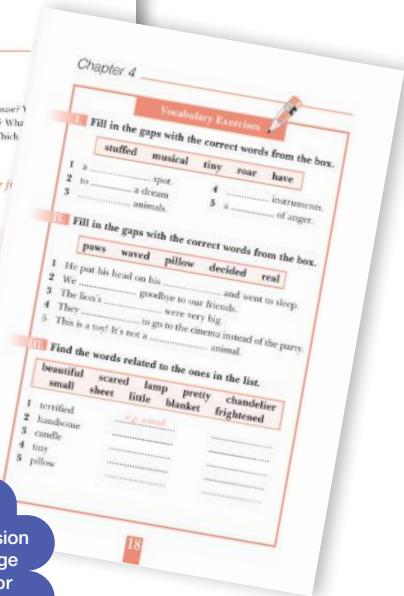 Chapter 4
Vocabulary Exercises
I. Fill in the gaps with the correct words from the box.
stuffed musical tiny roar have
1 a .............. spot.
2 to .............. a dream
3 .............. animals.
4 .............. instruments.
5 a .............. of anger.
II. Fill in the gaps with the correct words from the box.
paws waved pillow decided real
1 He put his head on his .............. and went to sleep.
2 We .............. goodbye to our friends.
3 The lion's .............. were very big.
4 They .............. to go to the cinema instead of the party.
5 This is a toy! It's not a .............. animal.
III. Find the words related to the ones in the list.
beautiful scared lamp pretty chandelier
small sheet little blanket frightened
1 terrified e.g. scared ..............
2 handsome .............. ..............
3 candle .............. ..............
4 tiny .............. ..............
5 pillow .............. ..............
18